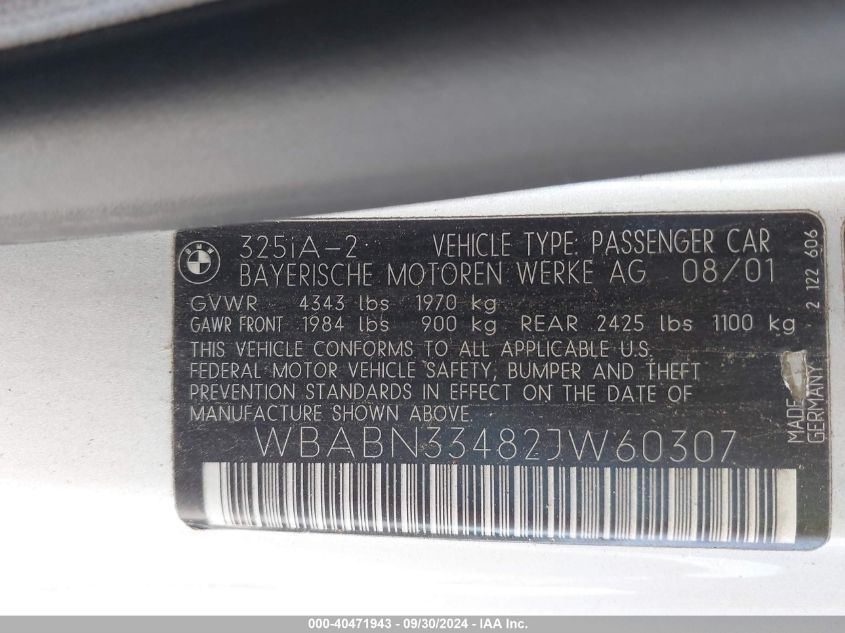 BMW
325iA-2 VEHICLE TYPE: PASSENGER CAR
BAYERISCHE MOTOREN WERKE AG 08/01
GVWR 4343 lbs 1970 kg
GAWR FRONT 1984 lbs 900 kg REAR 2425 lbs 1100 kg
THIS VEHICLE CONFORMS TO ALL APPLICABLE U.S.
FEDERAL MOTOR VEHICLE SAFETY, BUMPER AND THEFT
PREVENTION STANDARDS IN EFFECT ON THE DATE OF
MANUFACTURE SHOWN ABOVE.
WBABN33482JW60307
2 122 606
MADE
GERMANY
000-40471943 - 09/30/2024 - IAA Inc.